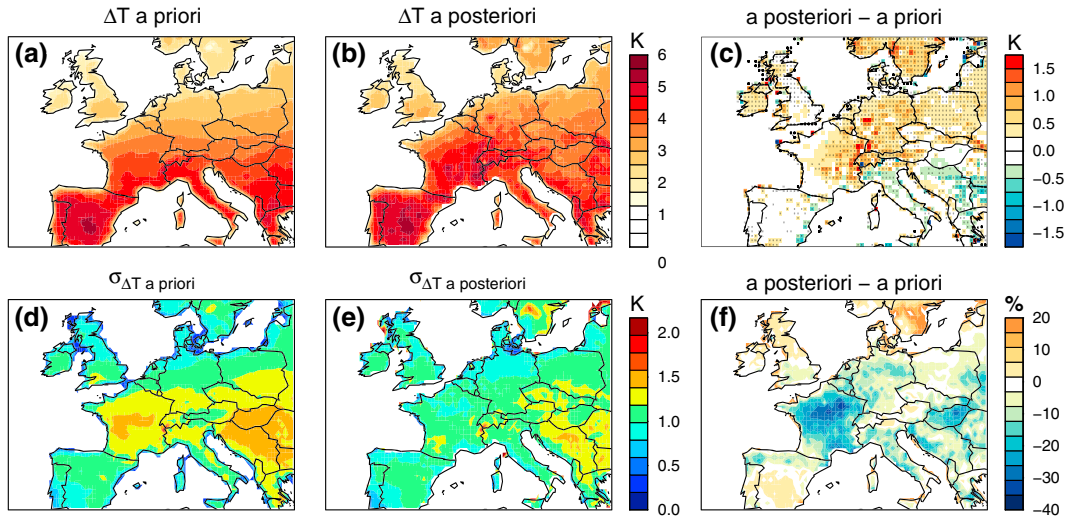 ΔT a priori
ΔT a posteriori
a posteriori − a priori
(a)
(b)
K
6
5
4
3
2
1
0
(c)
K
1.5
1.0
0.5
0.0
−0.5
−1.0
−1.5
σΔT a priori
σΔT a posteriori
a posteriori − a priori
(d)
(e)
K
2.0
1.5
1.0
0.5
0.0
(f)
%
20
10
0
−10
−20
−30
−40